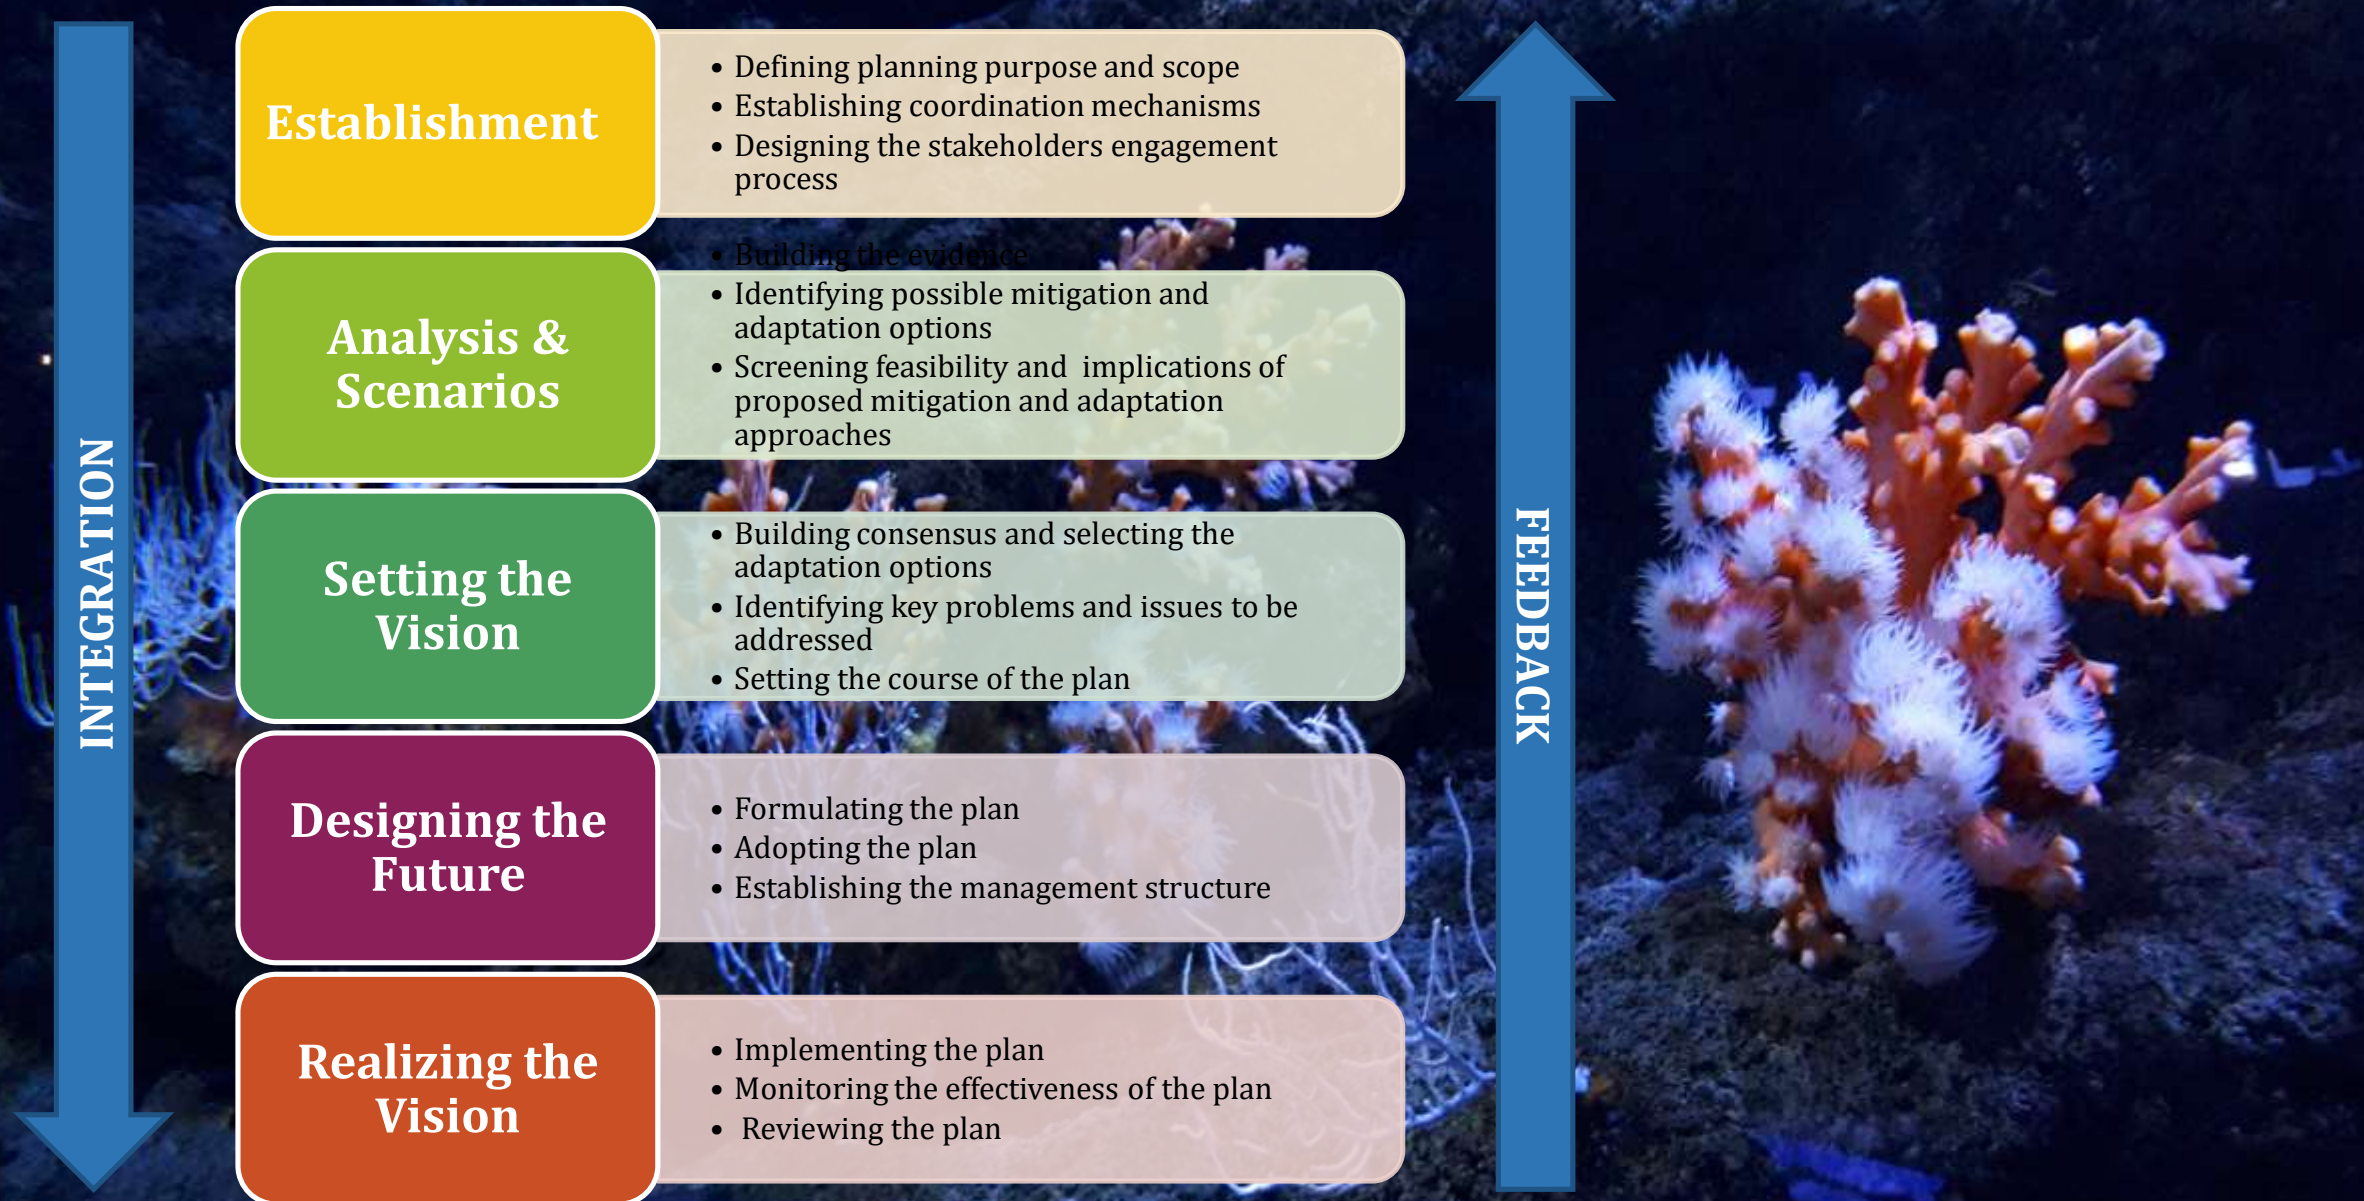 INTEGRATION
Establishment
• Defining planning purpose and scope
• Establishing coordination mechanisms
• Designing the stakeholders engagement
process
Analysis &
Scenarios
• Building the evidence
• Identifying possible mitigation and
adaptation options
• Screening feasibility and  implications of
proposed mitigation and adaptation
approaches
Setting the
Vision
• Building consensus and selecting the
adaptation options
• Identifying key problems and issues to be
addressed
• Setting the course of the plan
Designing the
Future
• Formulating the plan
• Adopting the plan
• Establishing the management structure
Realizing the
Vision
• Implementing the plan
• Monitoring the effectiveness of the plan
• Reviewing the plan
FEEDBACK